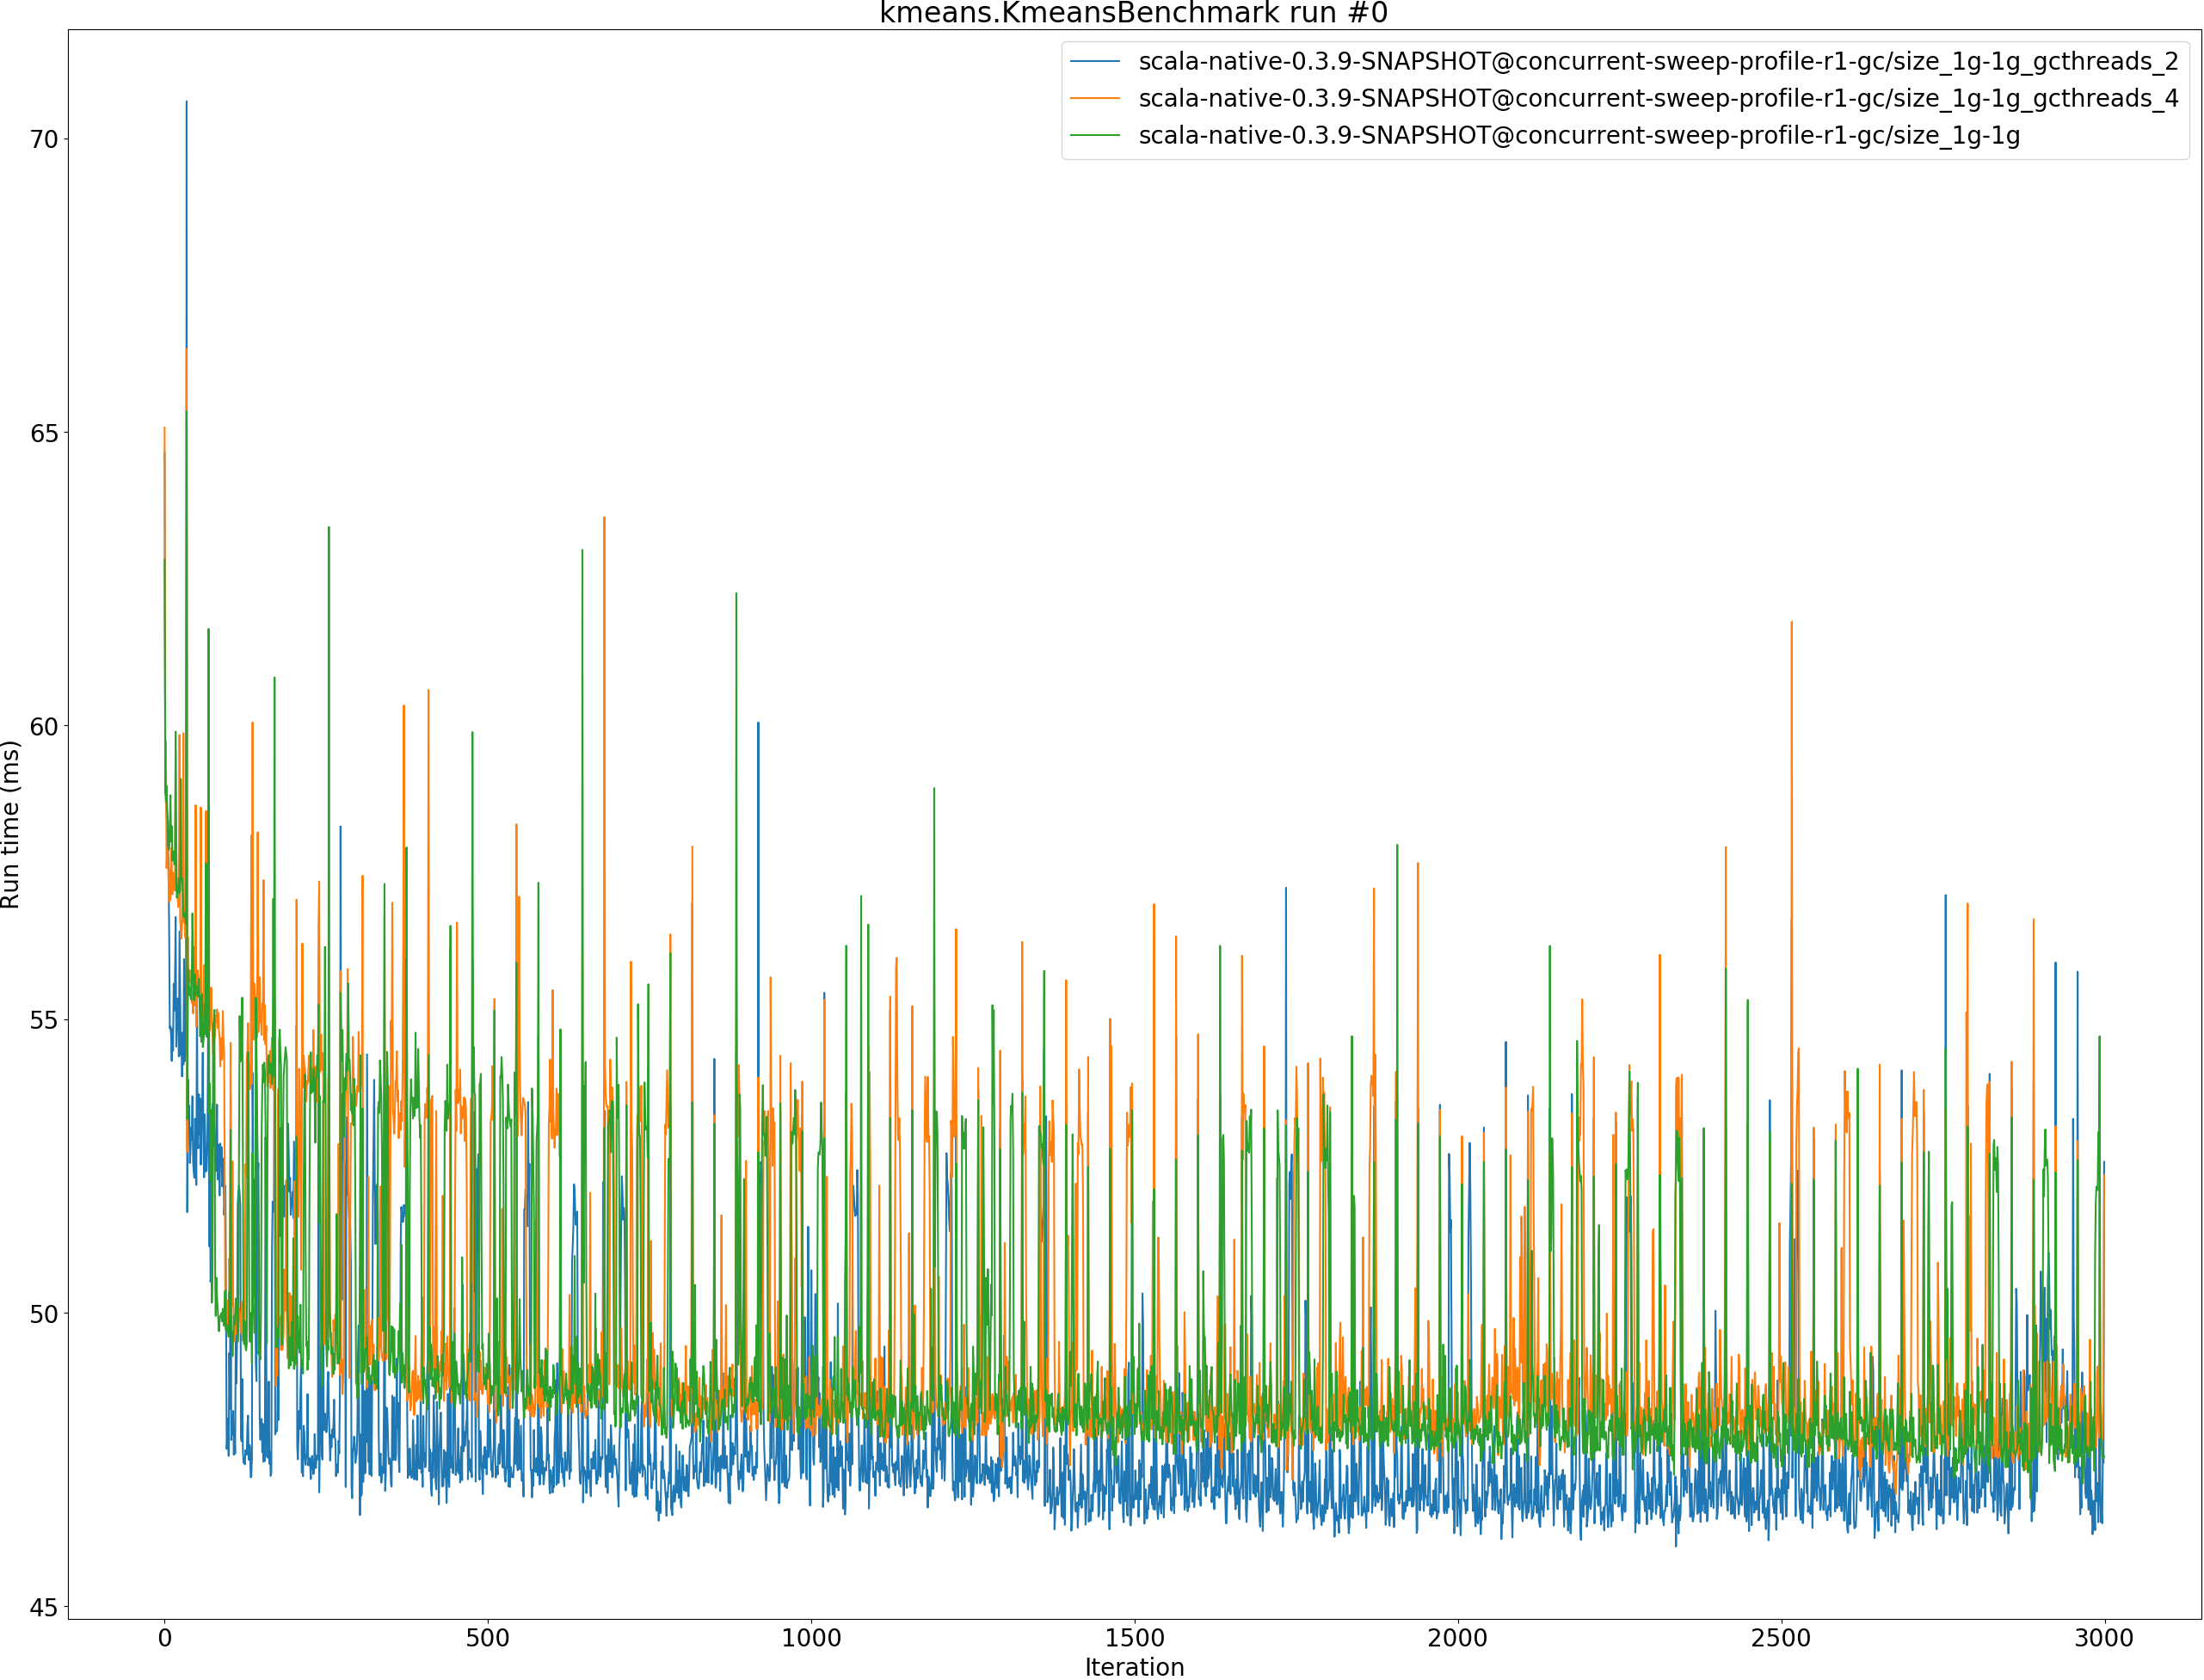 kmeans.KmeansBenchmark run #0
scala-native-0.3.9-SNAPSHOT@concurrent-sweep-profile-r1-gc/size_1g-1g_gcthreads_2
scala-native-0.3.9-SNAPSHOT@concurrent-sweep-profile-r1-gc/size_1g-1g_gcthreads_4
scala-native-0.3.9-SNAPSHOT@concurrent-sweep-profile-r1-gc/size_1g-1g
70
65
60
55
50
45
Run time (ms)
0 500 1000 1500 2000 2500 3000
Iteration